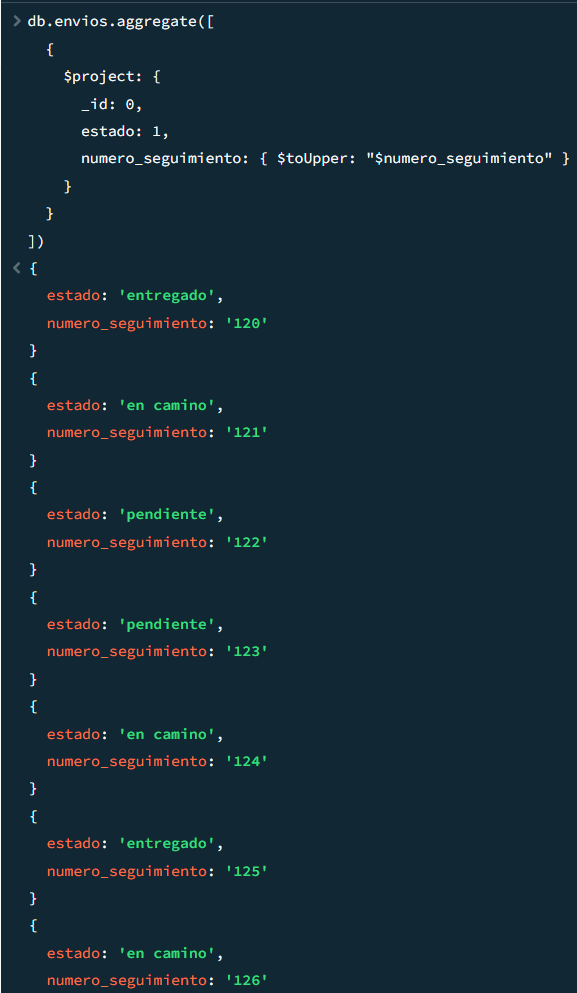 > db.envios.aggregate([
{
$project: {
_id: 0,
estado: 1,
numero_seguimiento: { $toUpper: "$numero_seguimiento" }
}
}
])
< {
estado: 'entregado',
numero_seguimiento: '120'
}
{
estado: 'en camino',
numero_seguimiento: '121'
}
{
estado: 'pendiente',
numero_seguimiento: '122'
}
{
estado: 'pendiente',
numero_seguimiento: '123'
}
{
estado: 'en camino',
numero_seguimiento: '124'
}
{
estado: 'entregado',
numero_seguimiento: '125'
}
{
estado: 'en camino',
numero_seguimiento: '126'